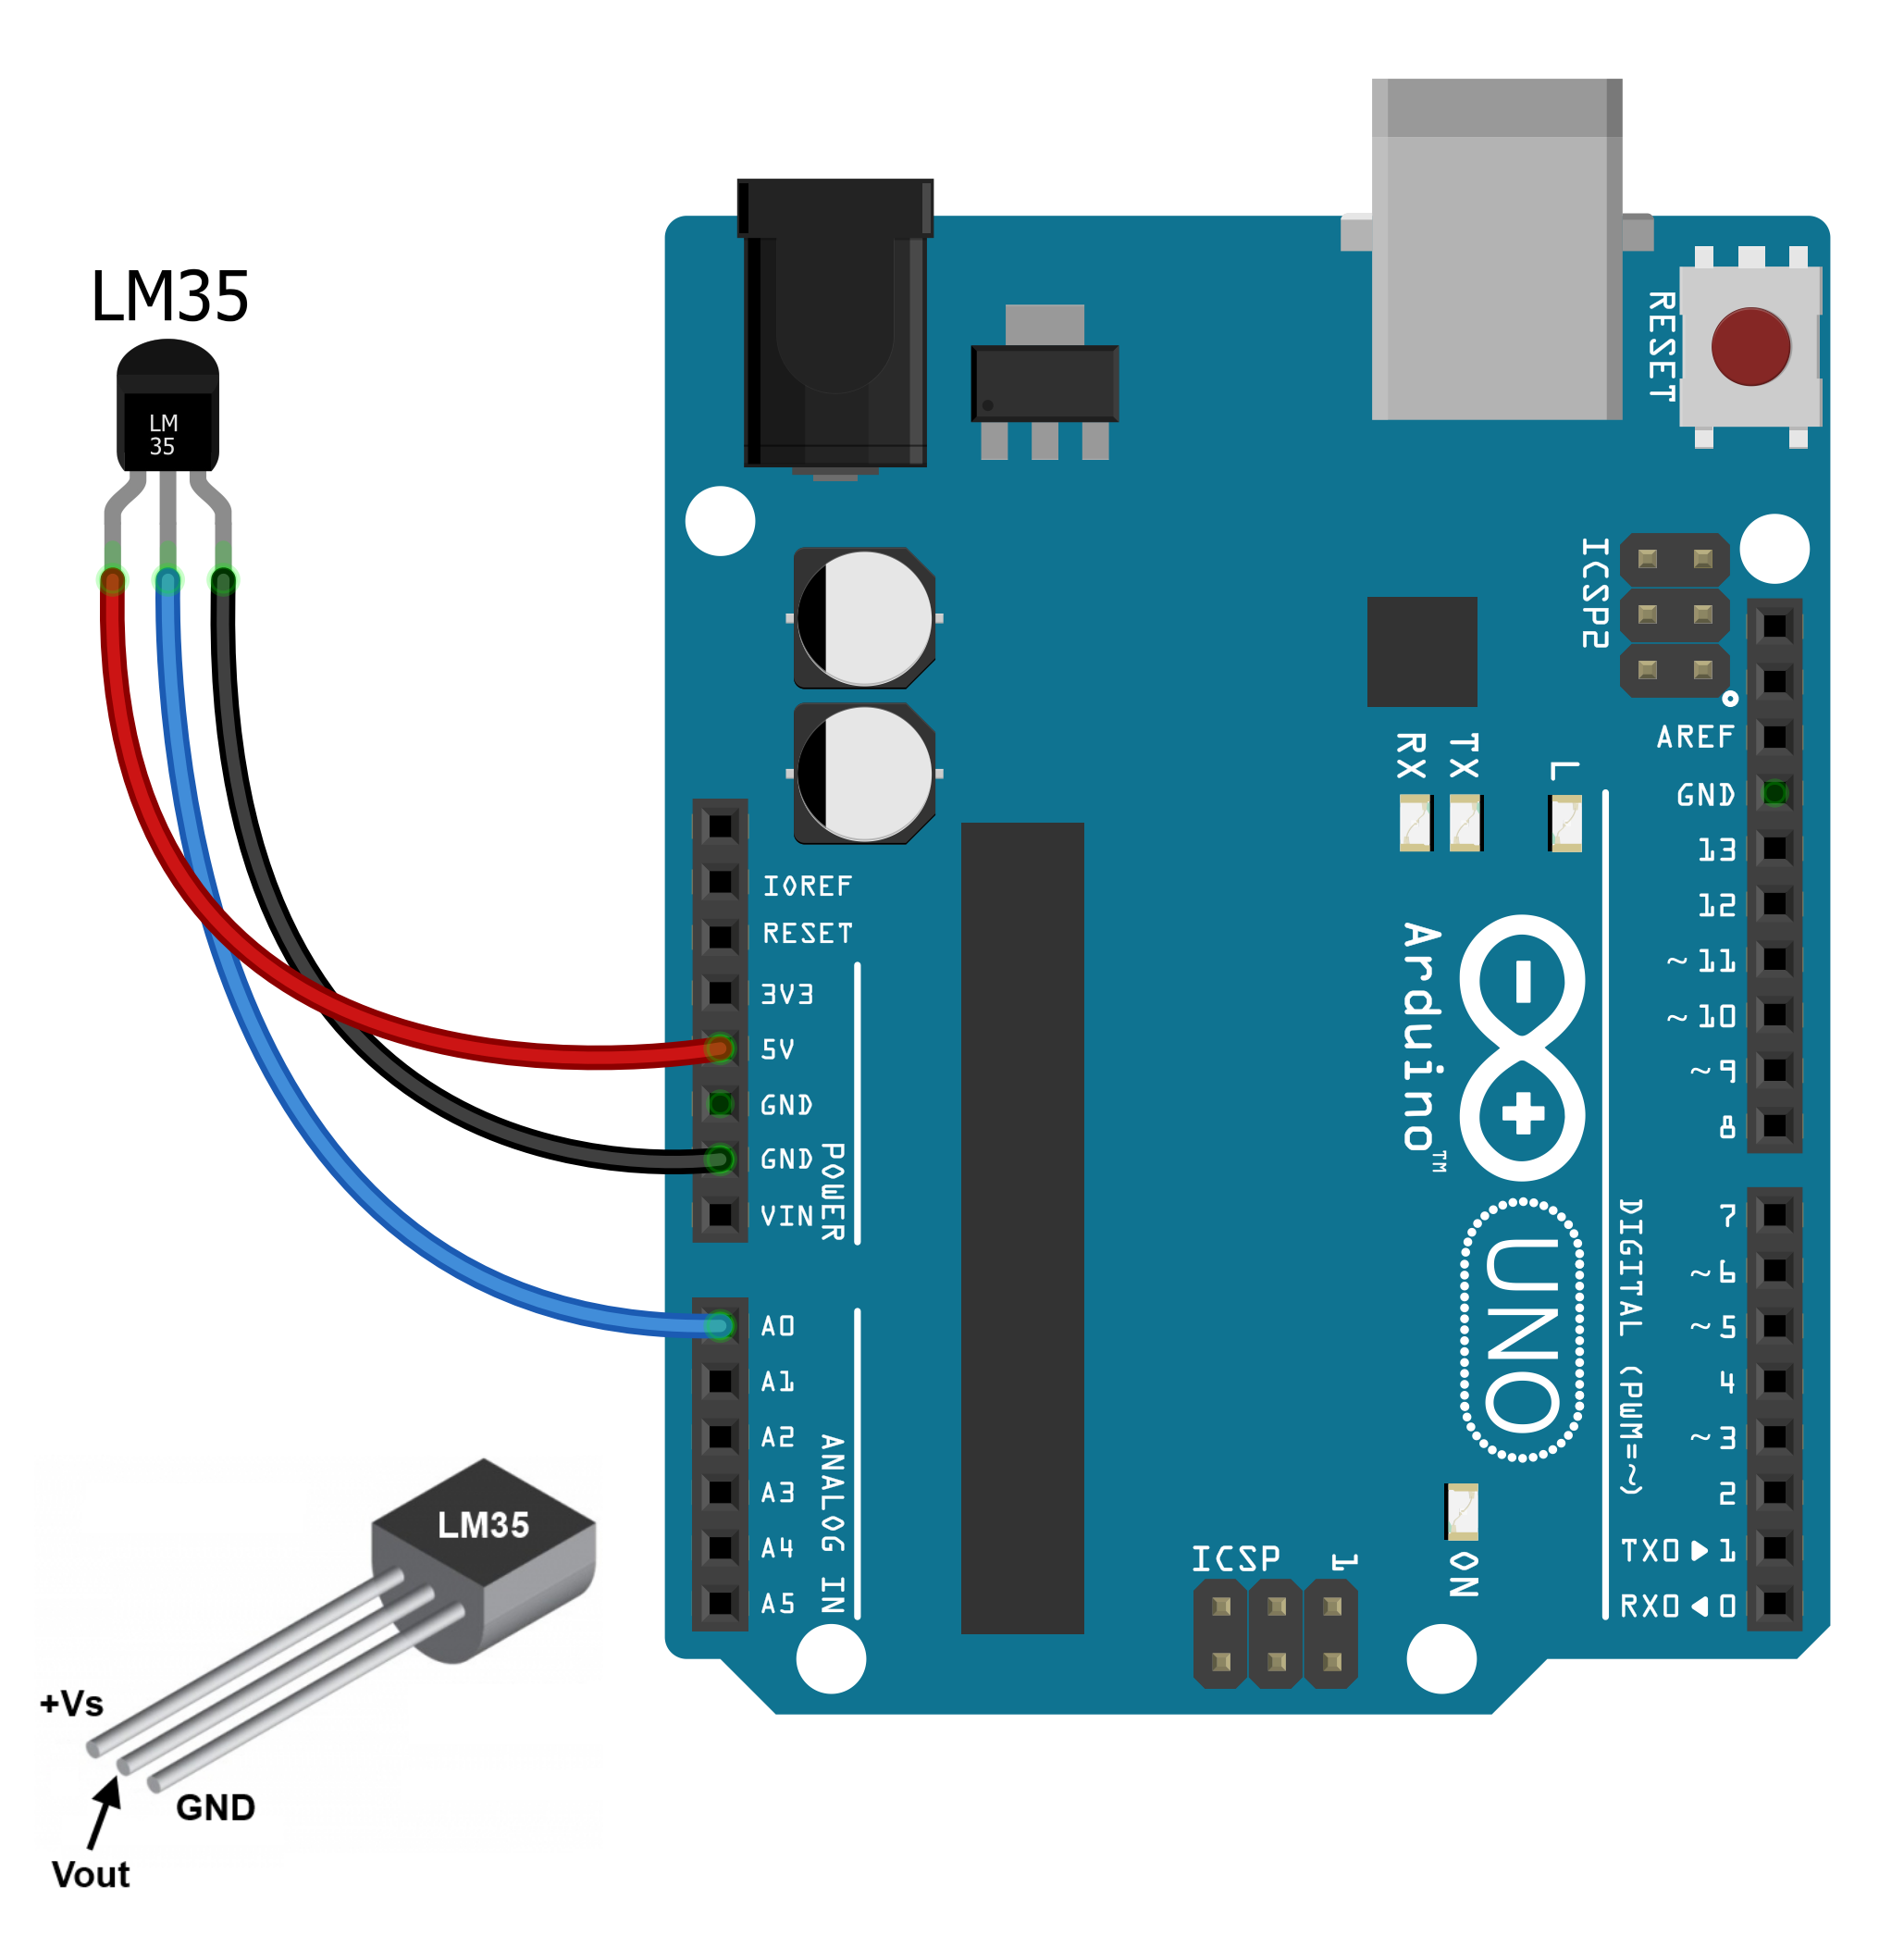 LM35
LM
35
RESET
ICSP2
RX
TX
L
AREF
GND
13
12
~11
~10
~9
8
IOREF
RESET
3V3
5V
GND
GND
VIN
POWER
Arduino™
UNO
DIGITAL (PWM=~)
7
~6
~5
4
~3
2
TX0▶1
RX0◀0
A0
A1
A2
A3
A4
A5
ANALOG IN
ICSP
1
ON
LM35
+Vs
GND
Vout